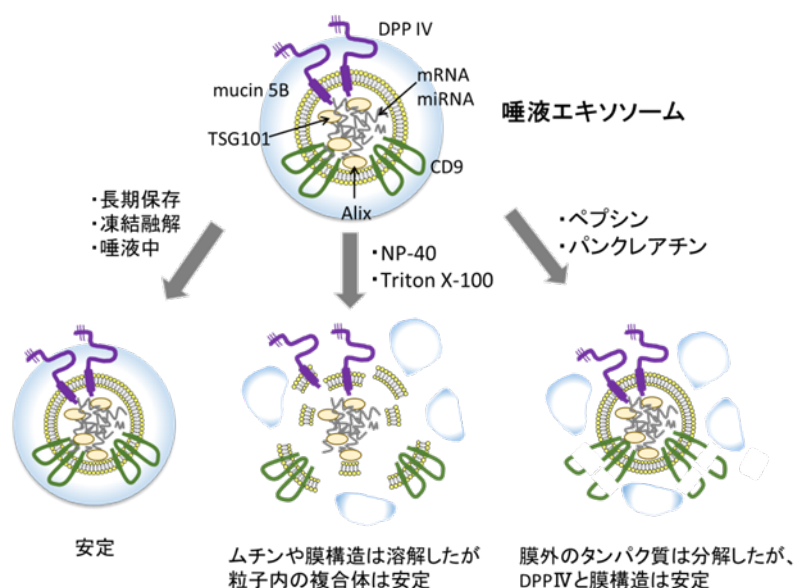 DPP IV
mucin 5B
mRNA
miRNA
唾液エキソソーム
TSG101
CD9
Alix
・長期保存
・凍結融解
・唾液中
・NP-40
・Triton X-100
・ペプシン
・パンクレアチン
安定
ムチンや膜構造は溶解したが
粒子内の複合体は安定
膜外のタンパク質は分解したが、
DPPⅣと膜構造は安定